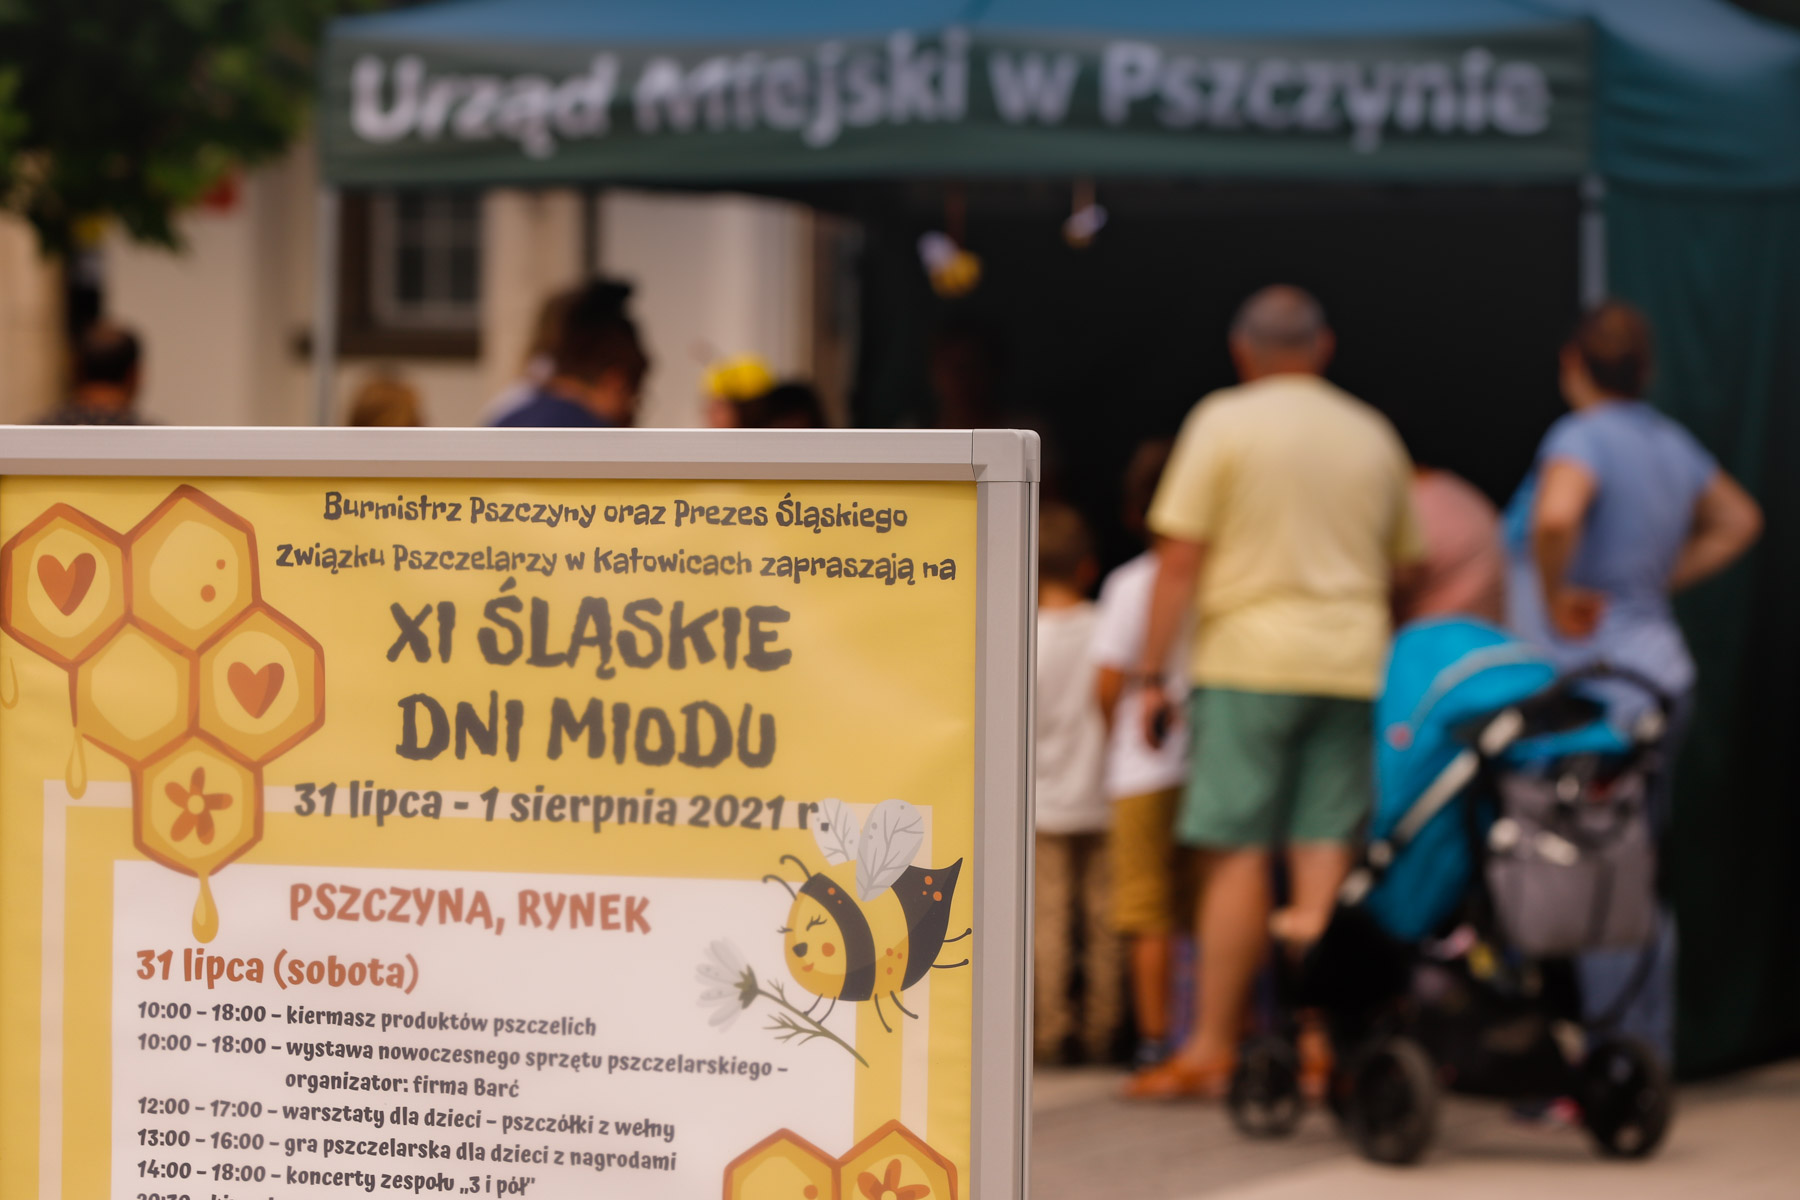 Urząd Miejski w Pszczynie
Burmistrz Pszczyny oraz Prezes Śląskiego
Związku Pszczelarzy w Katowicach zapraszają na
XI ŚLĄSKIE
DNI MIODU
31 lipca - 1 sierpnia 2021 r.
PSZCZYNA, RYNEK
31 lipca (sobota)
10:00 - 18:00 - kiermasz produktów pszczelich
10:00 - 18:00 - wystawa nowoczesnego sprzętu pszczelarskiego -
organizator: firma Barć
12:00 - 17:00 - warsztaty dla dzieci - pszczółki z wełny
13:00 - 16:00 - gra pszczelarska dla dzieci z nagrodami
14:00 - 18:00 - koncerty zespołu „3 i pół"